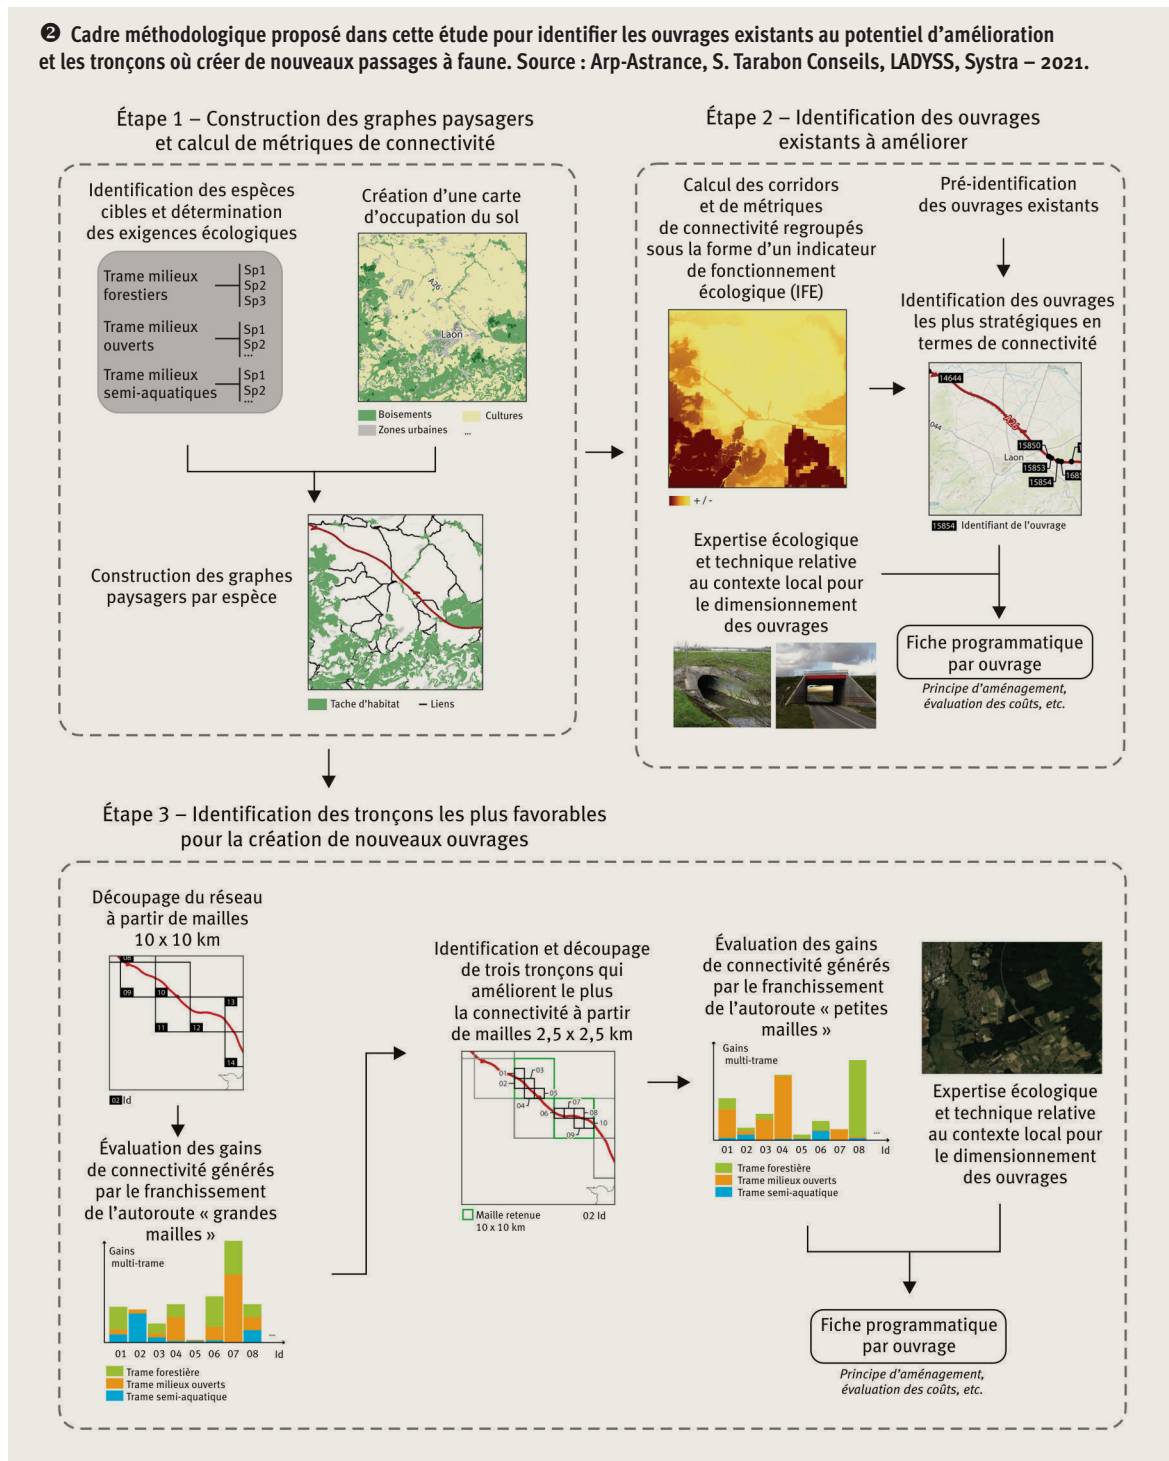 ❷ Cadre méthodologique proposé dans cette étude pour identifier les ouvrages existants au potentiel d’amélioration
et les tronçons où créer de nouveaux passages à faune. Source : Arp-Astrance, S. Tarabon Conseils, LADYSS, Systra – 2021.
Étape 1 – Construction des graphes paysagers
et calcul de métriques de connectivité
Identification des espèces
cibles et détermination
des exigences écologiques
Trame milieux
forestiers
Sp1
Sp2
Sp3
Trame milieux
ouverts
Sp1
Sp2
...
Trame milieux
semi-aquatiques
Sp1
Sp2
...
Création d’une carte
d’occupation du sol
A26
Laon
Boisements
Cultures
Zones urbaines
...
Construction des graphes
paysagers par espèce
Tache d’habitat
Liens
Étape 2 – Identification des ouvrages
existants à améliorer
Calcul des corridors
et de métriques
de connectivité regroupés
sous la forme d’un indicateur
de fonctionnement
écologique (IFE)
+ / -
Pré-identification
des ouvrages existants
Identification des ouvrages
les plus stratégiques en
termes de connectivité
14644
A26
044
15850
Laon
15853
15854
15854 Identifiant de l’ouvrage
Expertise écologique
et technique relative
au contexte local pour
le dimensionnement
des ouvrages
Fiche programmatique
par ouvrage
Principe d’aménagement,
évaluation des coûts, etc.
Étape 3 – Identification des tronçons les plus favorables
pour la création de nouveaux ouvrages
Découpage du réseau
à partir de mailles
10 x 10 km
08
09
10
13
11
12
14
02 Id
Évaluation des gains
de connectivité générés
par le franchissement
de l’autoroute « grandes
mailles »
Gains
multi-trame
...
01 02 03 04 05 06 07 08 Id
Trame forestière
Trame milieux ouverts
Trame semi-aquatique
Identification et découpage
de trois tronçons qui
améliorent le plus
la connectivité à partir
de mailles 2,5 x 2,5 km
01
03
02
05
04
07
06
08
10
09
Maille retenue
10 x 10 km
02 Id
Évaluation des gains
de connectivité générés
par le franchissement
de l’autoroute « petites
mailles »
Gains
multi-trame
...
01 02 03 04 05 06 07 08 Id
Trame forestière
Trame milieux ouverts
Trame semi-aquatique
Expertise écologique
et technique relative
au contexte local pour
le dimensionnement
des ouvrages
Fiche programmatique
par ouvrage
Principe d’aménagement,
évaluation des coûts, etc.